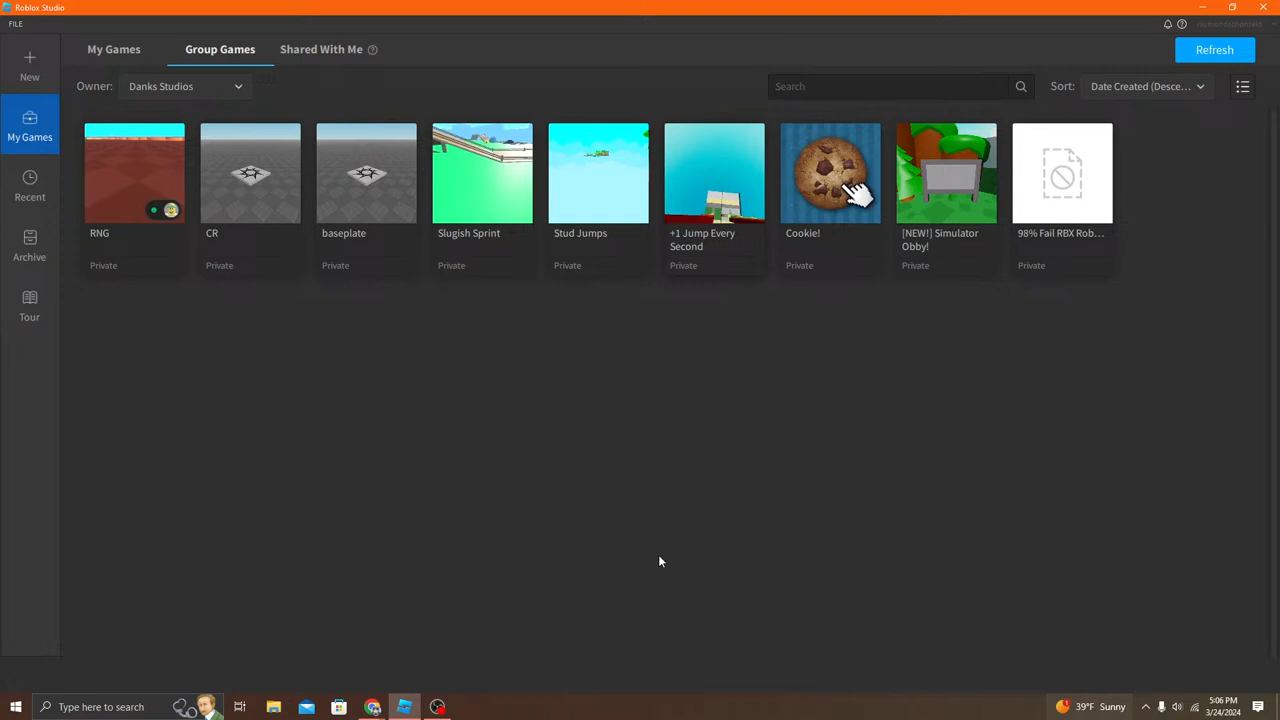 Roblox Studio
FILE
New
My Games
Recent
Archive
Tour
My Games
Group Games
Shared With Me
Refresh
Owner:
Danks Studios
Search
Sort:
Date Created (Desce...
RNG
Private
CR
Private
baseplate
Private
Slugish Sprint
Private
Stud Jumps
Private
+1 Jump Every
Second
Private
Cookie!
Private
[NEW!] Simulator
Obby!
Private
98% Fail RBX Rob...
Private
Type here to search
39°F Sunny
5:06 PM
3/24/2024